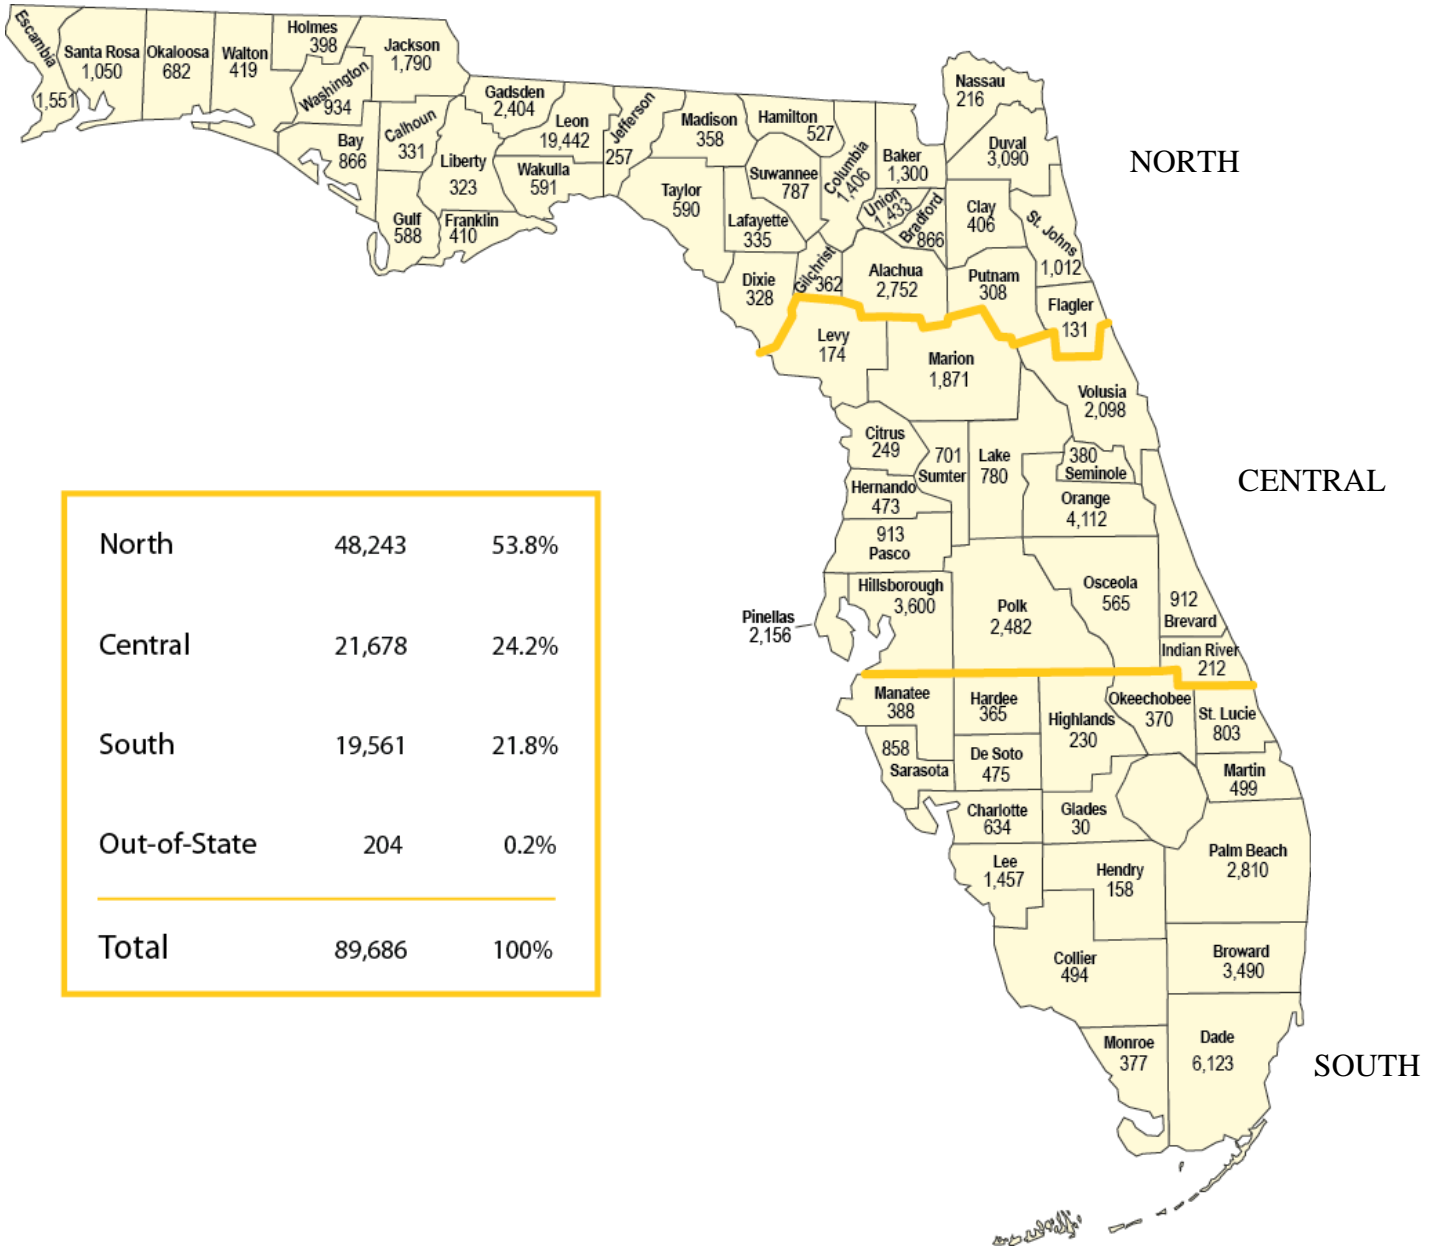 Escambia
1,551
Santa Rosa
1,050
Okaloosa
682
Walton
419
Holmes
398
Washington
934
Jackson
1,790
Bay
866
Calhoun
331
Gulf
588
Liberty
323
Franklin
410
Gadsden
2,404
Leon
19,442
Wakulla
591
Jefferson
257
Madison
358
Taylor
590
Hamilton
527
Suwannee
787
Lafayette
335
Dixie
328
Columbia
1,406
Gilchrist
362
Baker
1,300
Union
1,433
Bradford
866
Alachua
2,752
Nassau
216
Duval
3,090
Clay
406
St. Johns
1,012
Putnam
308
Flagler
131
NORTH
Levy
174
Marion
1,871
Volusia
2,098
Citrus
249
701
Sumter
Lake
780
380
Seminole
Orange
4,112
Hernando
473
913
Pasco
Hillsborough
3,600
Pinellas
2,156
Polk
2,482
Osceola
565
912
Brevard
Indian River
212
CENTRAL
Manatee
388
Hardee
365
Highlands
230
Okeechobee
370
St. Lucie
803
858
Sarasota
De Soto
475
Martin
499
Charlotte
634
Glades
30
Lee
1,457
Hendry
158
Palm Beach
2,810
Collier
494
Broward
3,490
Monroe
377
Dade
6,123
SOUTH
North 48,243 53.8%
Central 21,678 24.2%
South 19,561 21.8%
Out-of-State 204 0.2%
Total 89,686 100%